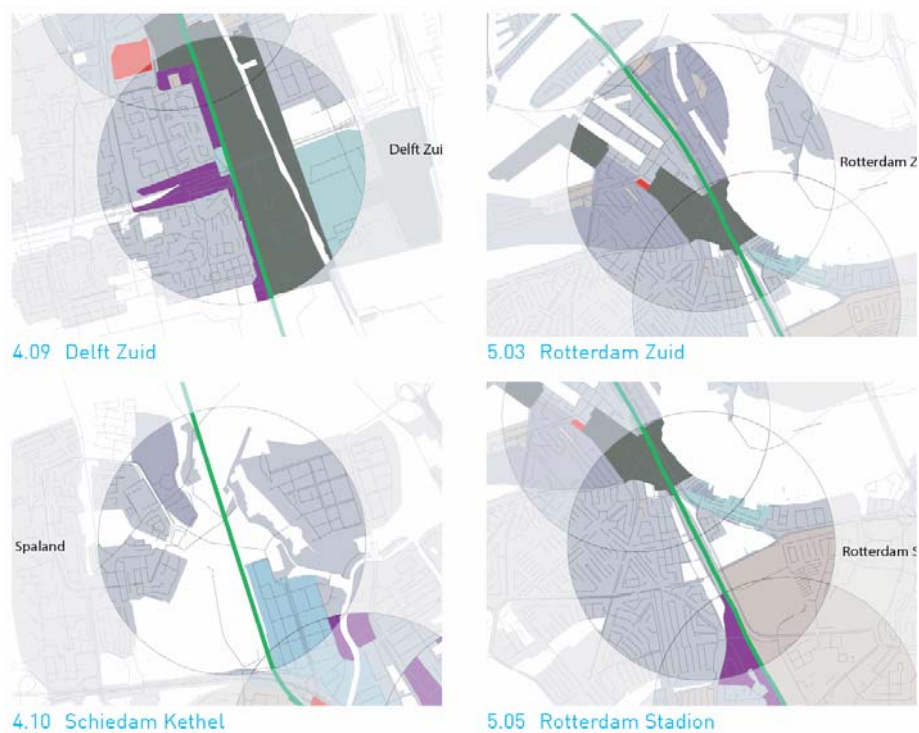 Delft Zui
Rotterdam Z
4.09 Delft Zuid
5.03 Rotterdam Zuid
Spaland
Rotterdam S
4.10 Schiedam Kethel
5.05 Rotterdam Stadion